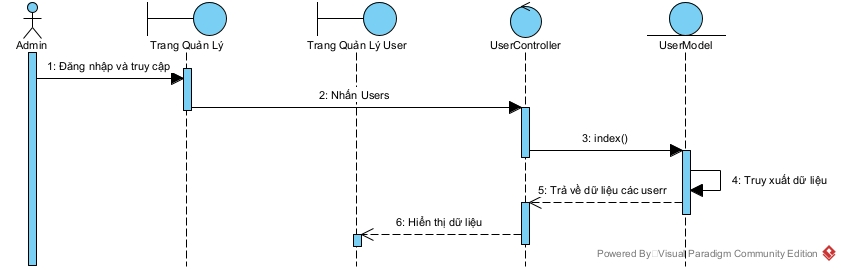 Admin
Trang Quản Lý
Trang Quản Lý User
UserController
UserModel
1: Đăng nhập và truy cập
2: Nhấn Users
3: index()
4: Truy xuất dữ liệu
5: Trả về dữ liệu các userr
6: Hiển thị dữ liệu
Powered By Visual Paradigm Community Edition